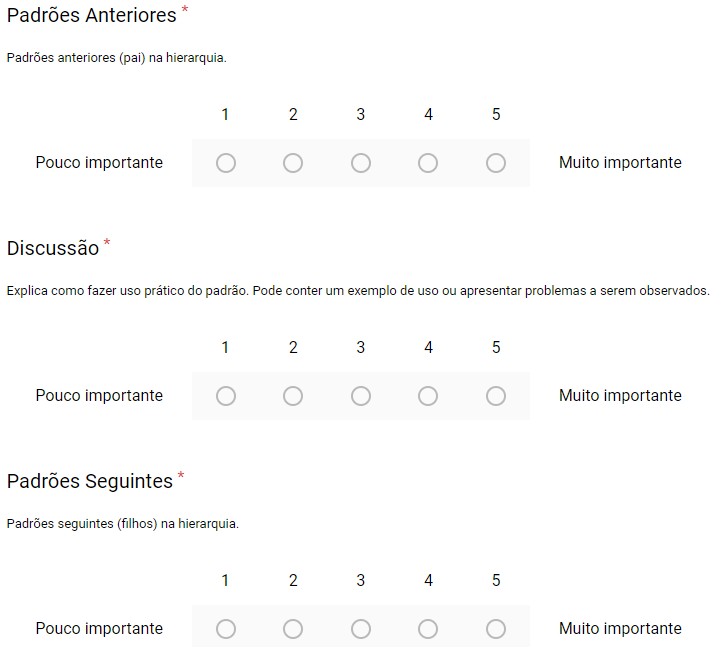 Padrões Anteriores *
Padrões anteriores (pai) na hierarquia.
1 2 3 4 5
Pouco importante Muito importante
Discussão *
Explica como fazer uso prático do padrão. Pode conter um exemplo de uso ou apresentar problemas a serem observados.
1 2 3 4 5
Pouco importante Muito importante
Padrões Seguintes *
Padrões seguintes (filhos) na hierarquia.
1 2 3 4 5
Pouco importante Muito importante